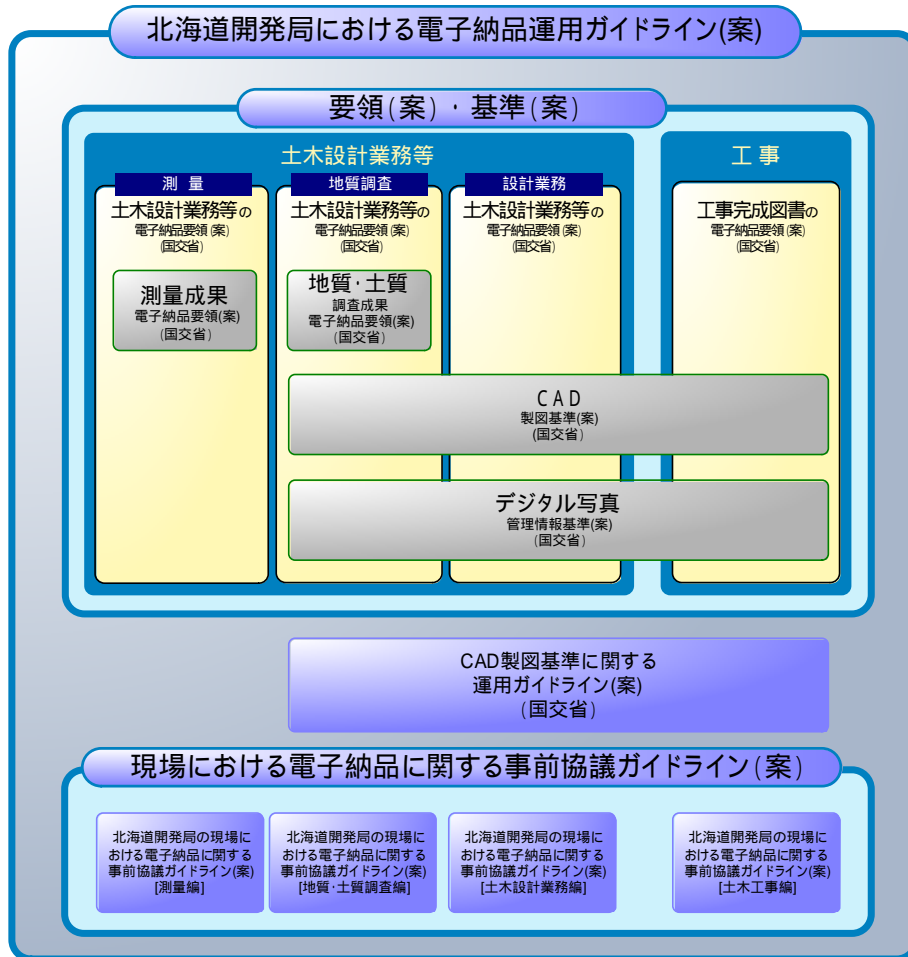 北海道開発局における電子納品運用ガイドライン(案)
要領(案)・基準(案)
土木設計業務等
工事
測量
土木設計業務等の
電子納品要領(案)
(国交省)
測量成果
電子納品要領(案)
(国交省)
地質調査
土木設計業務等の
電子納品要領(案)
(国交省)
地質・土質
調査成果
電子納品要領(案)
(国交省)
設計業務
土木設計業務等の
電子納品要領(案)
(国交省)
工事完成図書の
電子納品要領(案)
(国交省)
CAD
製図基準(案)
(国交省)
デジタル写真
管理情報基準(案)
(国交省)
CAD製図基準に関する
運用ガイドライン(案)
(国交省)
現場における電子納品に関する事前協議ガイドライン(案)
北海道開発局の現場に
おける電子納品に関する
事前協議ガイドライン(案)
[測量編]
北海道開発局の現場に
おける電子納品に関する
事前協議ガイドライン(案)
[地質・土質調査編]
北海道開発局の現場に
おける電子納品に関する
事前協議ガイドライン(案)
[土木設計業務編]
北海道開発局の現場に
おける電子納品に関する
事前協議ガイドライン(案)
[土木工事編]